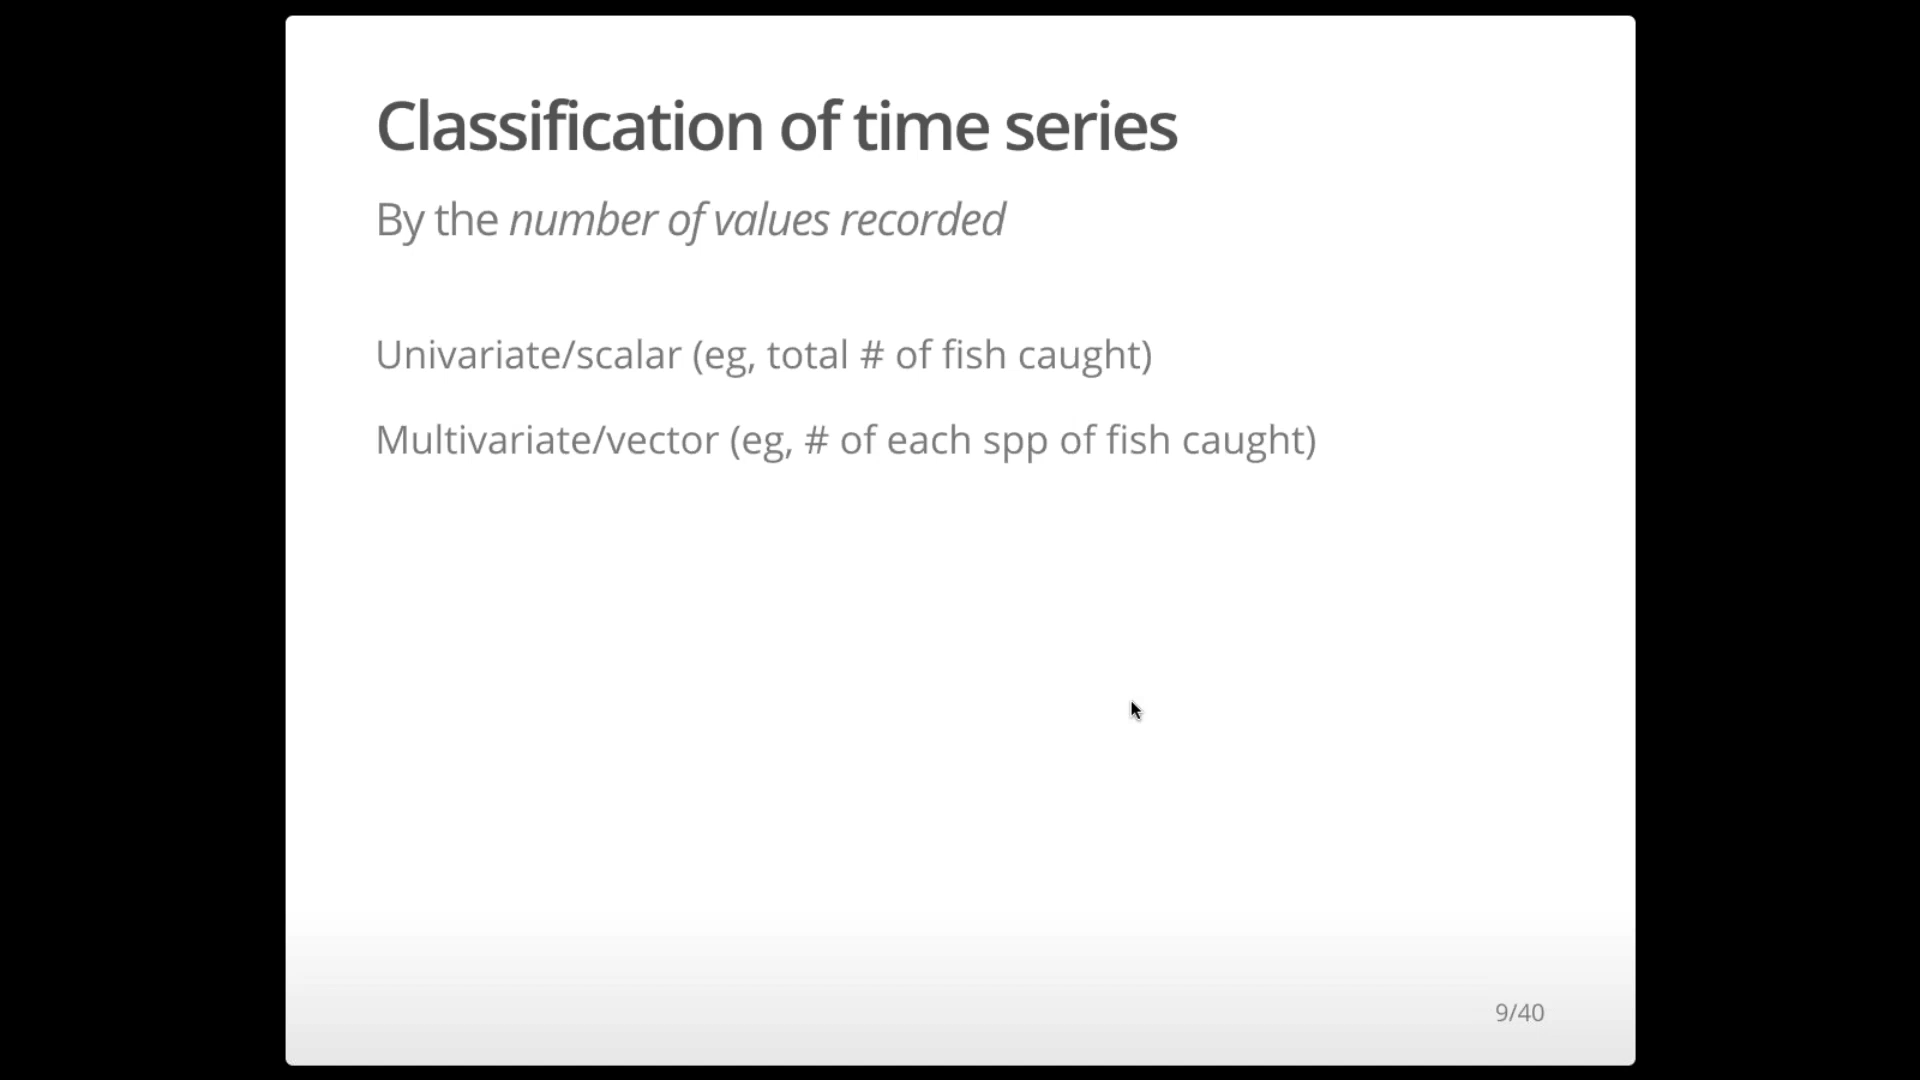 Classification of time series
By the number of values recorded
Univariate/scalar (eg, total # of fish caught)
Multivariate/vector (eg, # of each spp of fish caught)
9/40